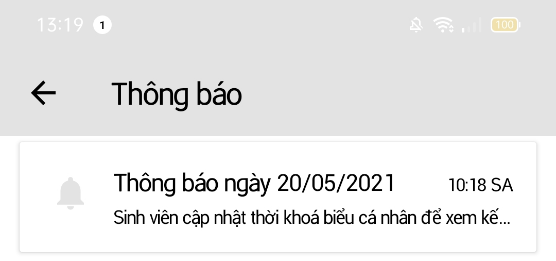 13:19 1 100
Thông báo
Thông báo ngày 20/05/2021 10:18 SA
Sinh viên cập nhật thời khoá biểu cá nhân để xem kế...